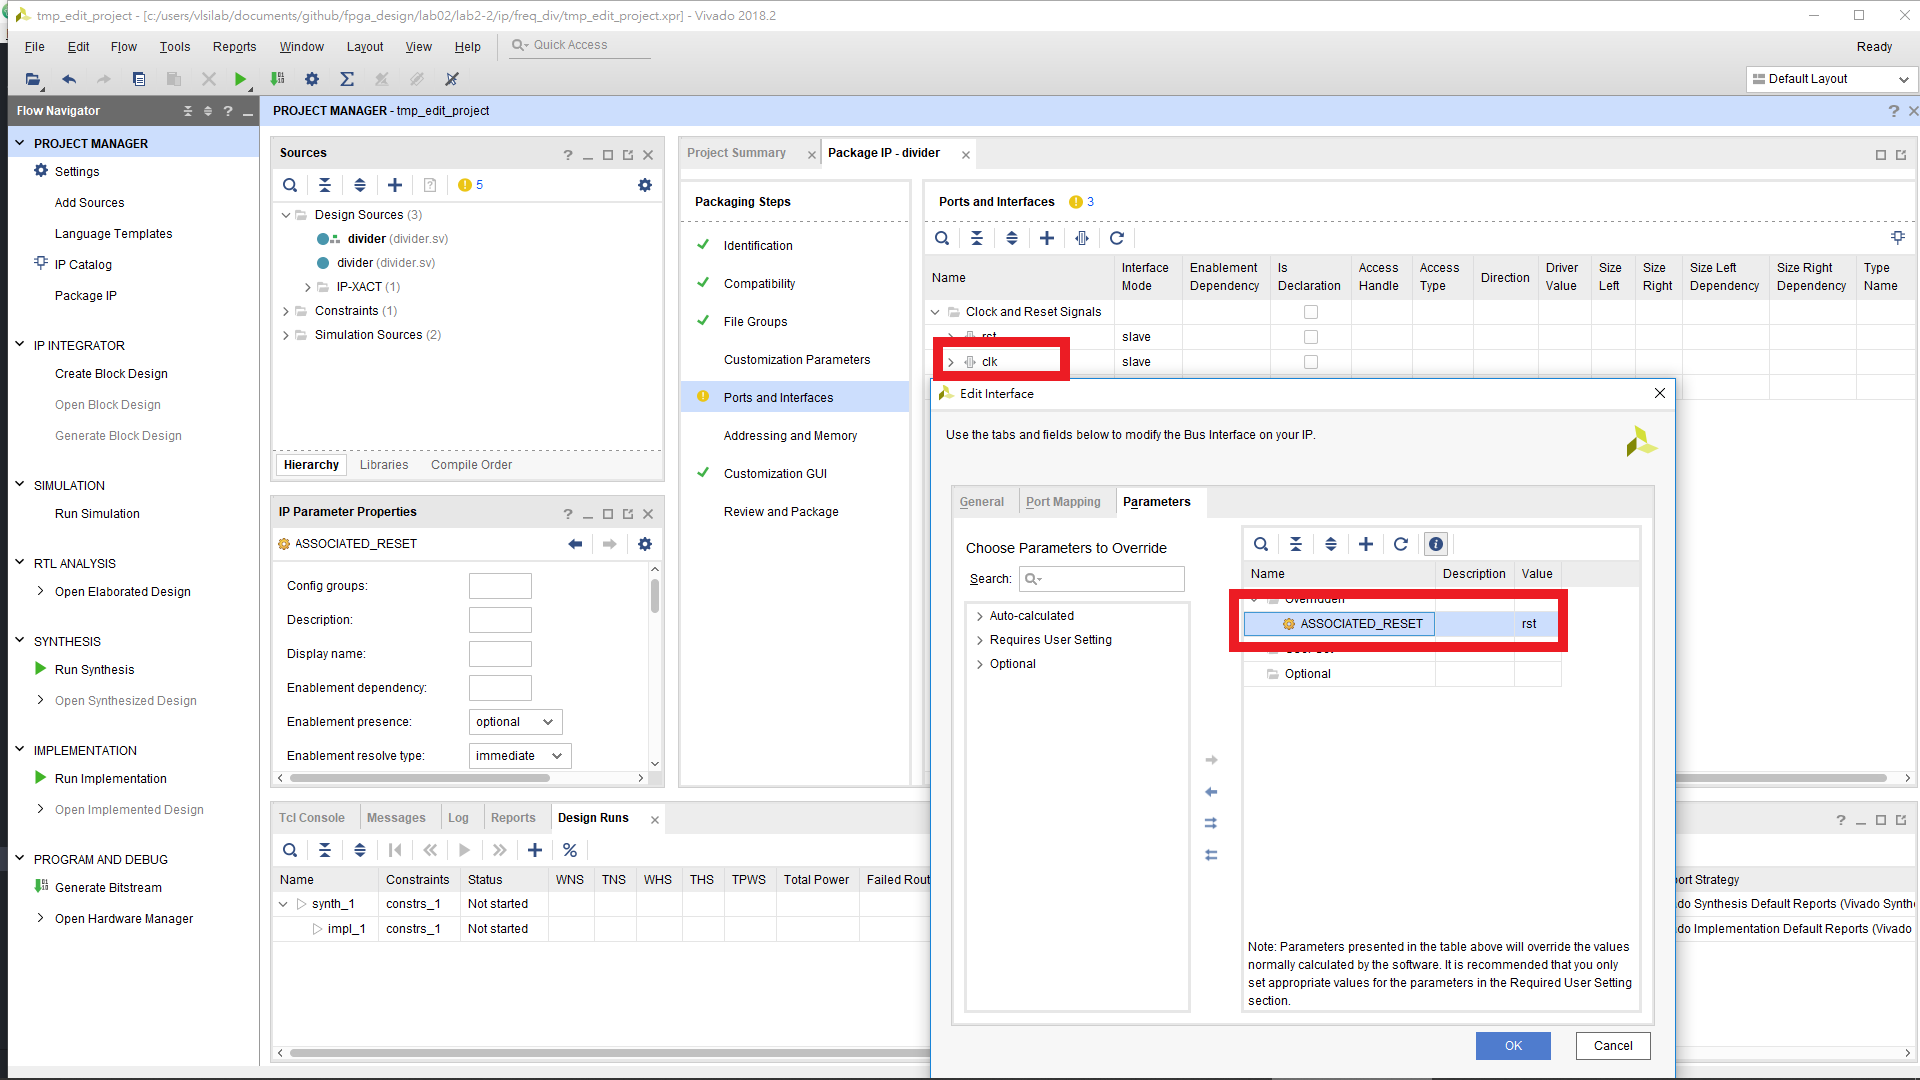 tmp_edit_project - [c:/users/vlsilab/documents/github/fpga_design/lab02/lab2-2/ip/freq_div/tmp_edit_project.xpr] - Vivado 2018.2
File Edit Flow Tools Reports Window Layout View Help Quick Access Ready
Default Layout
Flow Navigator
PROJECT MANAGER
Settings
Add Sources
Language Templates
IP Catalog
Package IP
IP INTEGRATOR
Create Block Design
Open Block Design
Generate Block Design
SIMULATION
Run Simulation
RTL ANALYSIS
Open Elaborated Design
SYNTHESIS
Run Synthesis
Open Synthesized Design
IMPLEMENTATION
Run Implementation
Open Implemented Design
PROGRAM AND DEBUG
Generate Bitstream
Open Hardware Manager
PROJECT MANAGER - tmp_edit_project
Sources
5
Design Sources (3)
divider (divider.sv)
divider (divider.sv)
IP-XACT (1)
Constraints (1)
Simulation Sources (2)
Hierarchy Libraries Compile Order
IP Parameter Properties
ASSOCIATED_RESET
Config groups:
Description:
Display name:
Enablement dependency:
Enablement presence: optional
Enablement resolve type: immediate
Project Summary Package IP - divider
Packaging Steps
Identification
Compatibility
File Groups
Customization Parameters
Ports and Interfaces
Addressing and Memory
Customization GUI
Review and Package
Ports and Interfaces 3
Name Interface Mode Enablement Dependency Is Declaration Access Handle Access Type Direction Driver Value Size Left Size Right Size Left Dependency Size Right Dependency Type Name
Clock and Reset Signals
rst slave
clk slave
Edit Interface
Use the tabs and fields below to modify the Bus Interface on your IP.
General Port Mapping Parameters
Choose Parameters to Override
Search:
Auto-calculated
Requires User Setting
Optional
Name Description Value
Overridden
ASSOCIATED_RESET rst
User Set
Optional
Note: Parameters presented in the table above will override the values
normally calculated by the software. It is recommended that you only
set appropriate values for the parameters in the Required User Setting
section.
OK Cancel
Tcl Console Messages Log Reports Design Runs
Name Constraints Status WNS TNS WHS THS TPWS Total Power Failed Rout
synth_1 constrs_1 Not started
impl_1 constrs_1 Not started
ort Strategy
do Synthesis Default Reports (Vivado Synthe
do Implementation Default Reports (Vivado